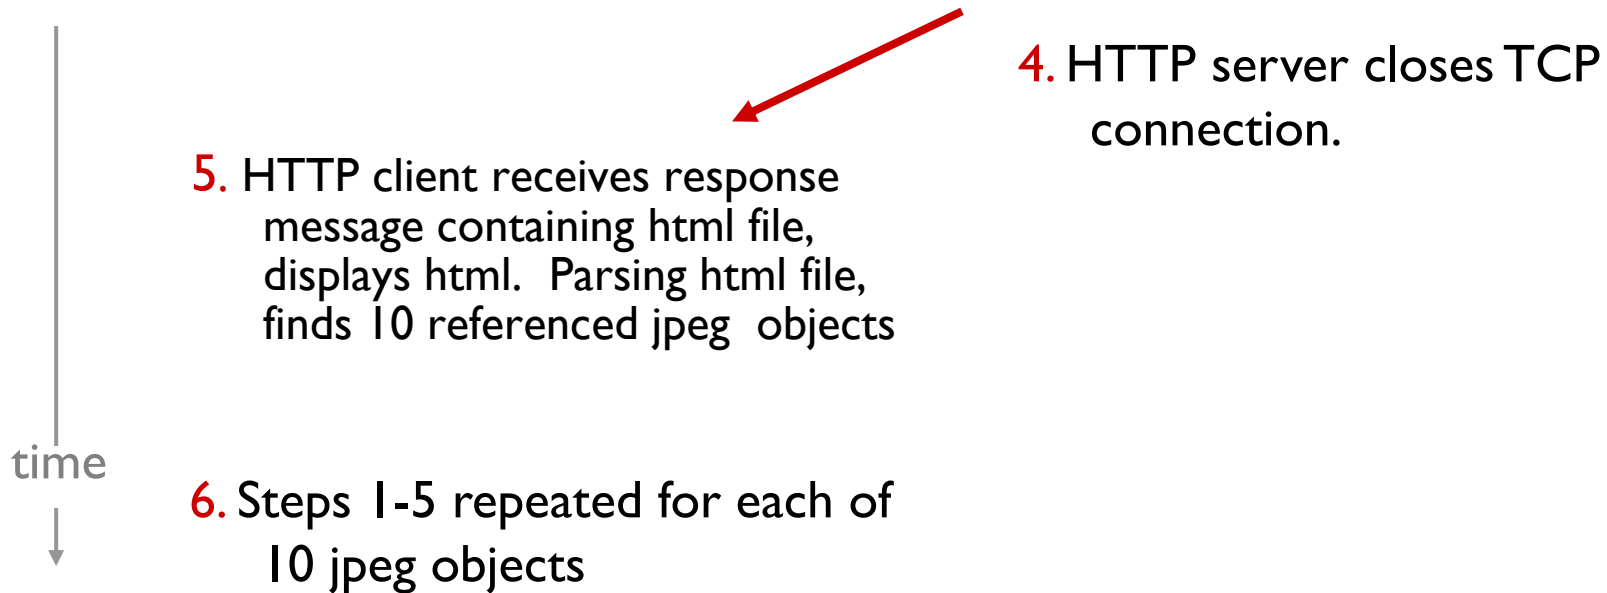 4. HTTP server closes TCP
connection.
5. HTTP client receives response
message containing html file,
displays html.  Parsing html file,
finds 10 referenced jpeg  objects
time
6. Steps 1-5 repeated for each of
10 jpeg objects